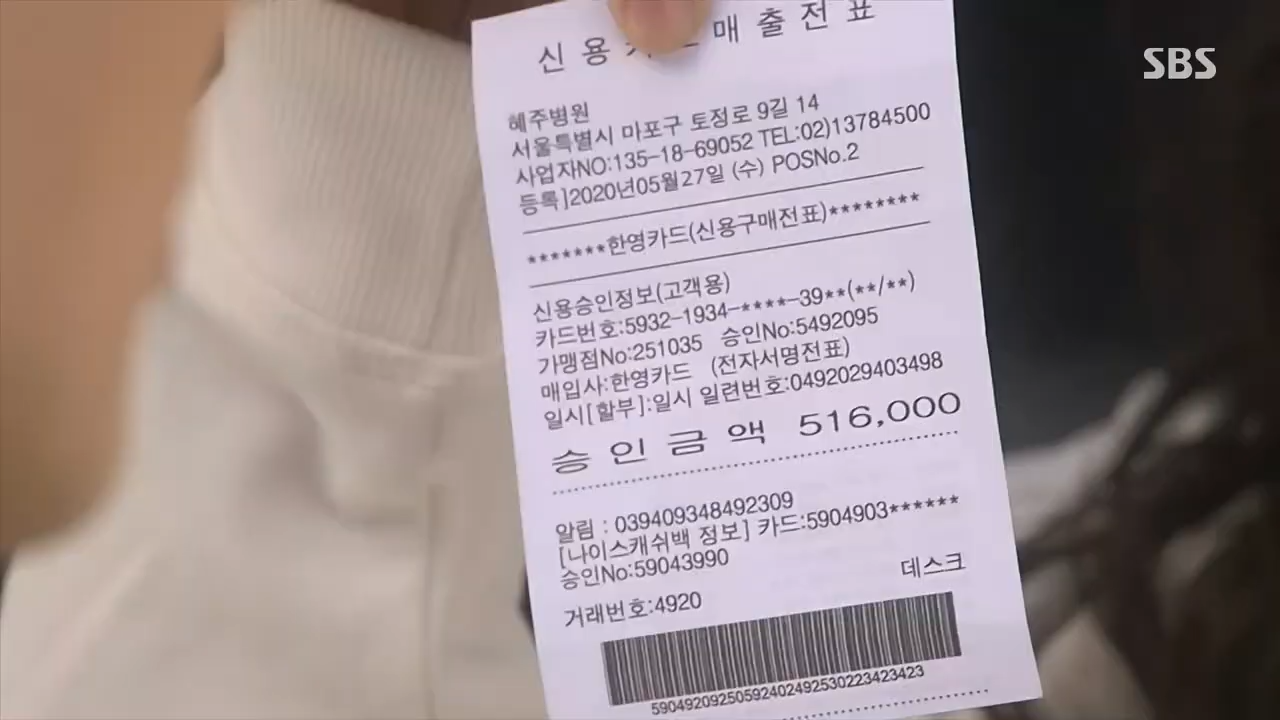 SBS
신용카드매출전표
혜주병원
서울특별시 마포구 토정로 9길 14
사업자NO:135-18-69052 TEL:02)13784500
등록]2020년05월27일 (수) POSNo.2
*******한영카드(신용구매전표)********
신용승인정보(고객용)
카드번호:5932-1934-****-39**(**/**)
가맹점No:251035 승인No:5492095
매입사:한영카드 (전자서명전표)
일시[할부]:일시 일련번호:0492029403498
승인금액 516,000
알림 : 039409348492309
[나이스캐쉬백 정보] 카드:5904903******
승인No:59043990
데스크
거래번호:4920
59049209250592402492530223423423